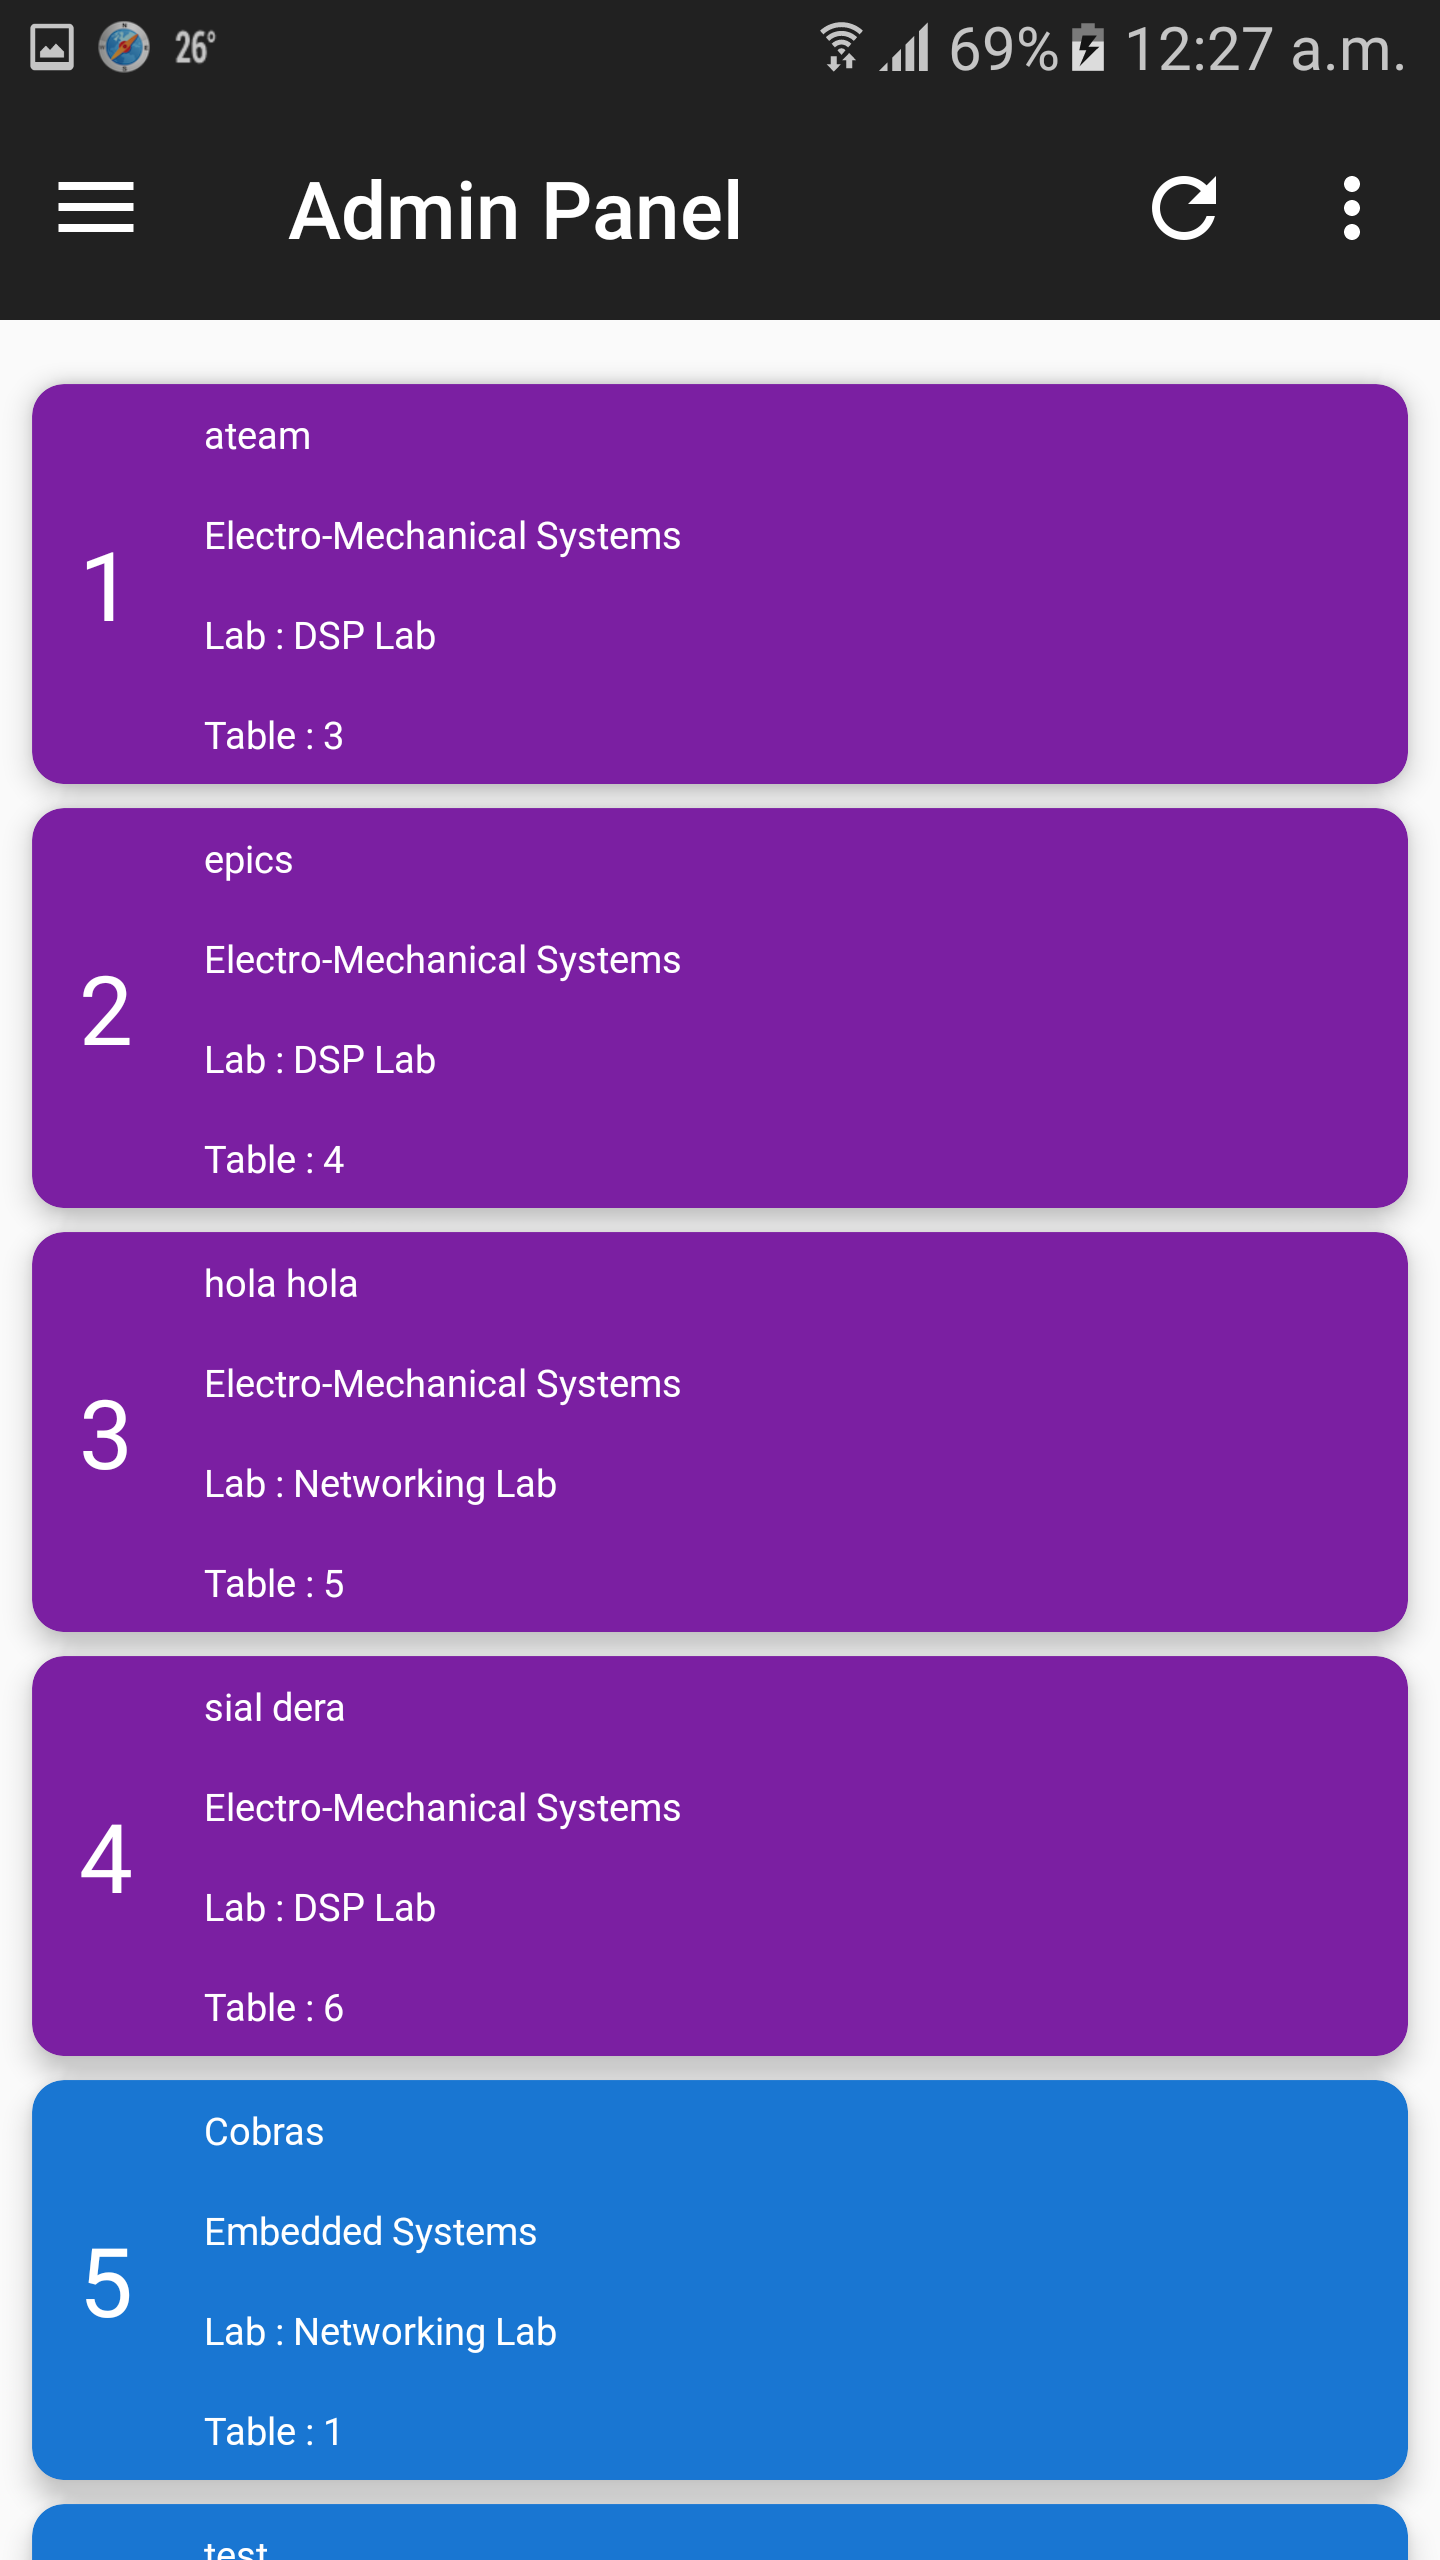 26° 69% 12:27 a.m.
Admin Panel
ateam
Electro-Mechanical Systems
1
Lab : DSP Lab
Table : 3
epics
Electro-Mechanical Systems
2
Lab : DSP Lab
Table : 4
hola hola
Electro-Mechanical Systems
3
Lab : Networking Lab
Table : 5
sial dera
Electro-Mechanical Systems
4
Lab : DSP Lab
Table : 6
Cobras
Embedded Systems
5
Lab : Networking Lab
Table : 1
test